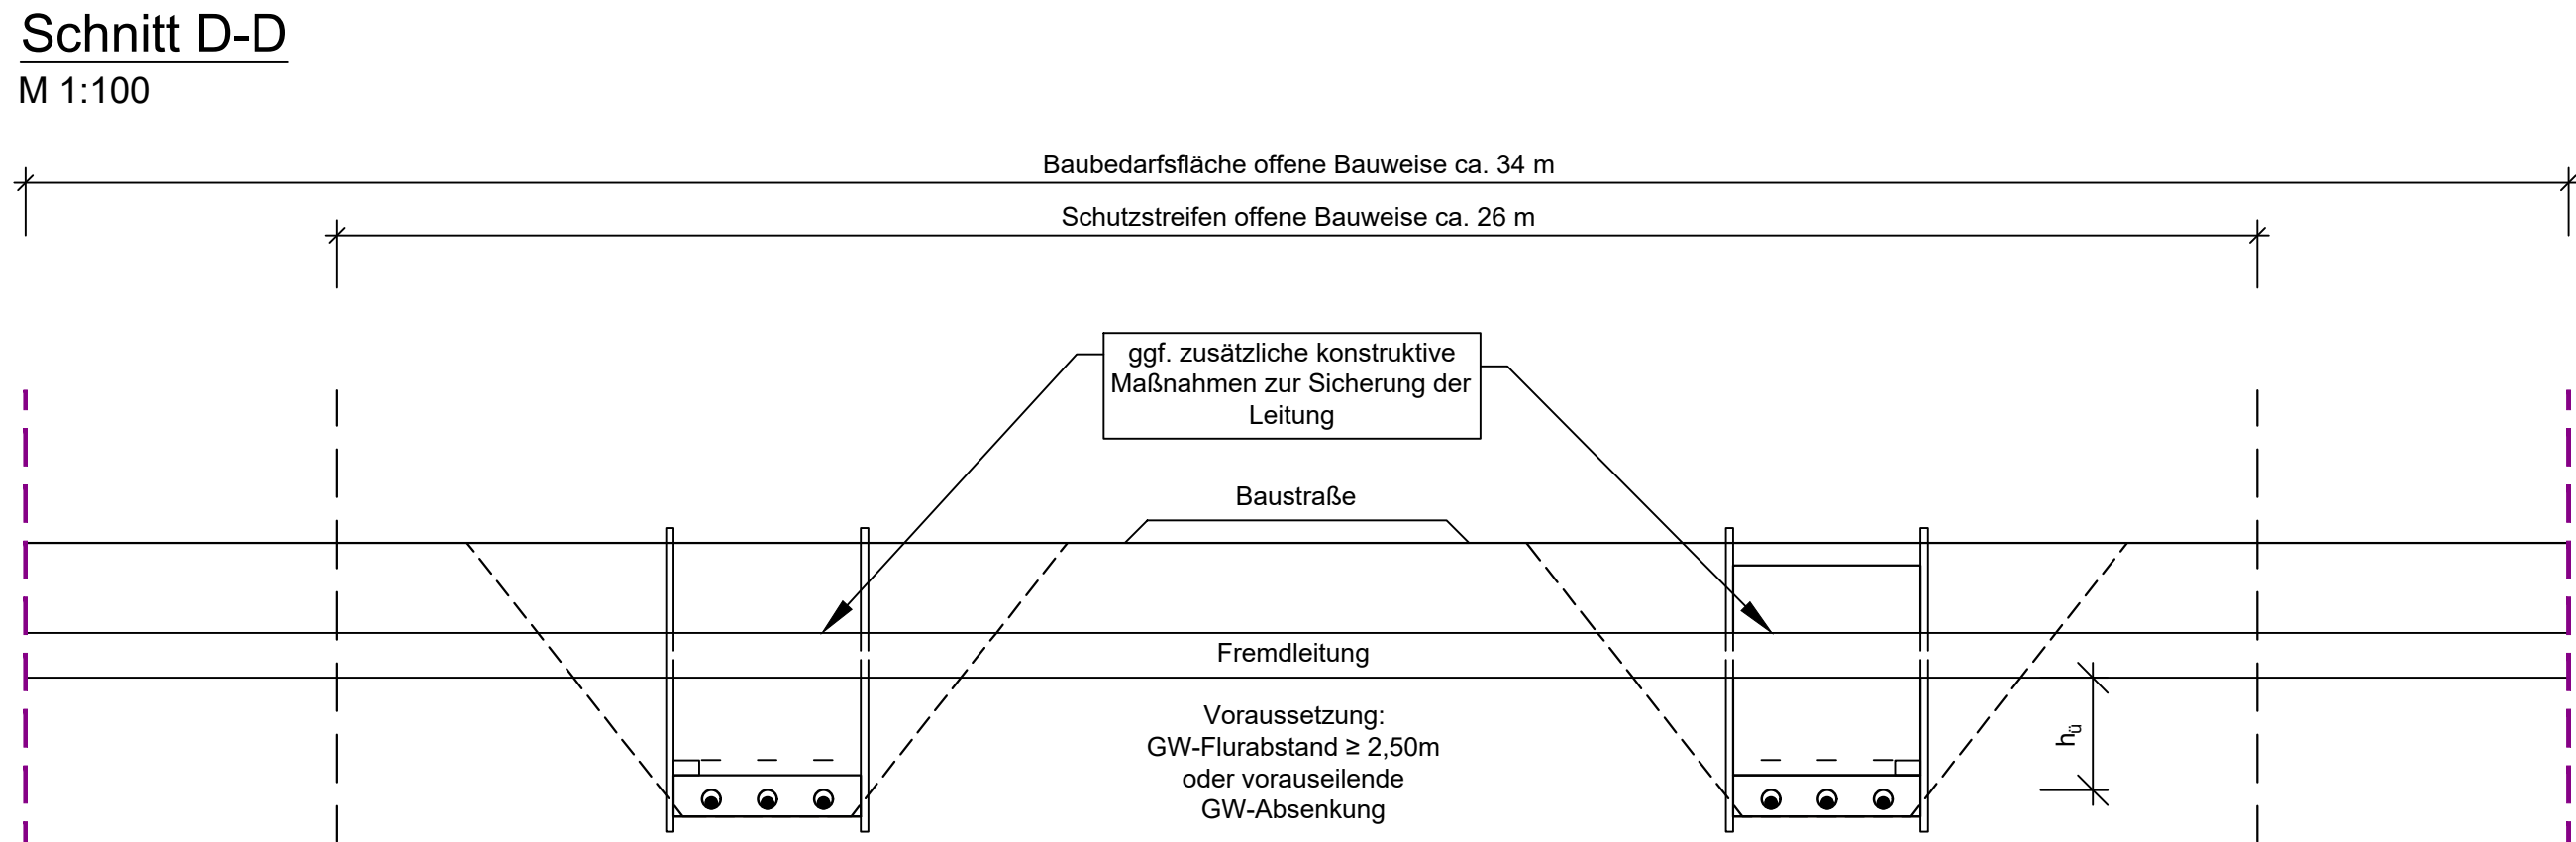 Schnitt D-D
M 1:100
Baubedarfsfläche offene Bauweise ca. 34 m
Schutzstreifen offene Bauweise ca. 26 m
ggf. zusätzliche konstruktive
Maßnahmen zur Sicherung der
Leitung
Baustraße
Fremdleitung
Voraussetzung:
GW-Flurabstand ≥ 2,50m
oder vorauseilende
GW-Absenkung
hü